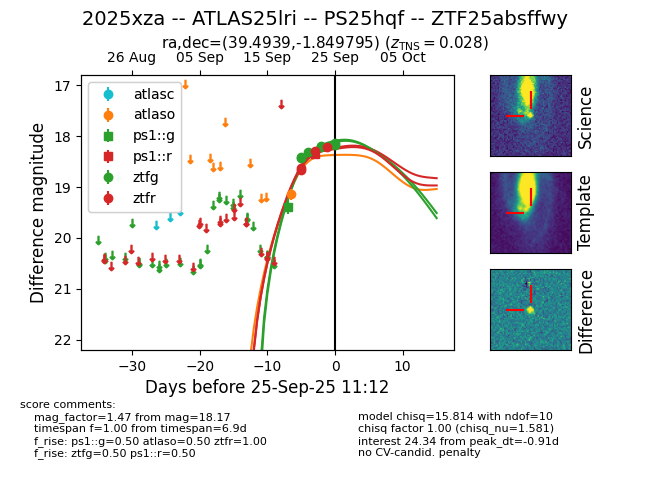 2025xza -- ATLAS25lri -- PS25hqf -- ZTF25absffwy
ra,dec=(39.4939,-1.849795) (zTNS = 0.028)
26 Aug 05 Sep 15 Sep 25 Sep 05 Oct
17
18
19
20
21
22
Difference magnitude
atlasc
atlaso
ps1::g
ps1::r
ztfg
ztfr
−30 −20 −10 0 10
Days before 25-Sep-25 11:12
Science
Template
Difference
score comments:
mag_factor=1.47 from mag=18.17
timespan f=1.00 from timespan=6.9d
f_rise: ps1::g=0.50 atlaso=0.50 ztfr=1.00
f_rise: ztfg=0.50 ps1::r=0.50
model chisq=15.814 with ndof=10
chisq factor 1.00 (chisq_nu=1.581)
interest 24.34 from peak_dt=-0.91d
no CV-candid. penalty